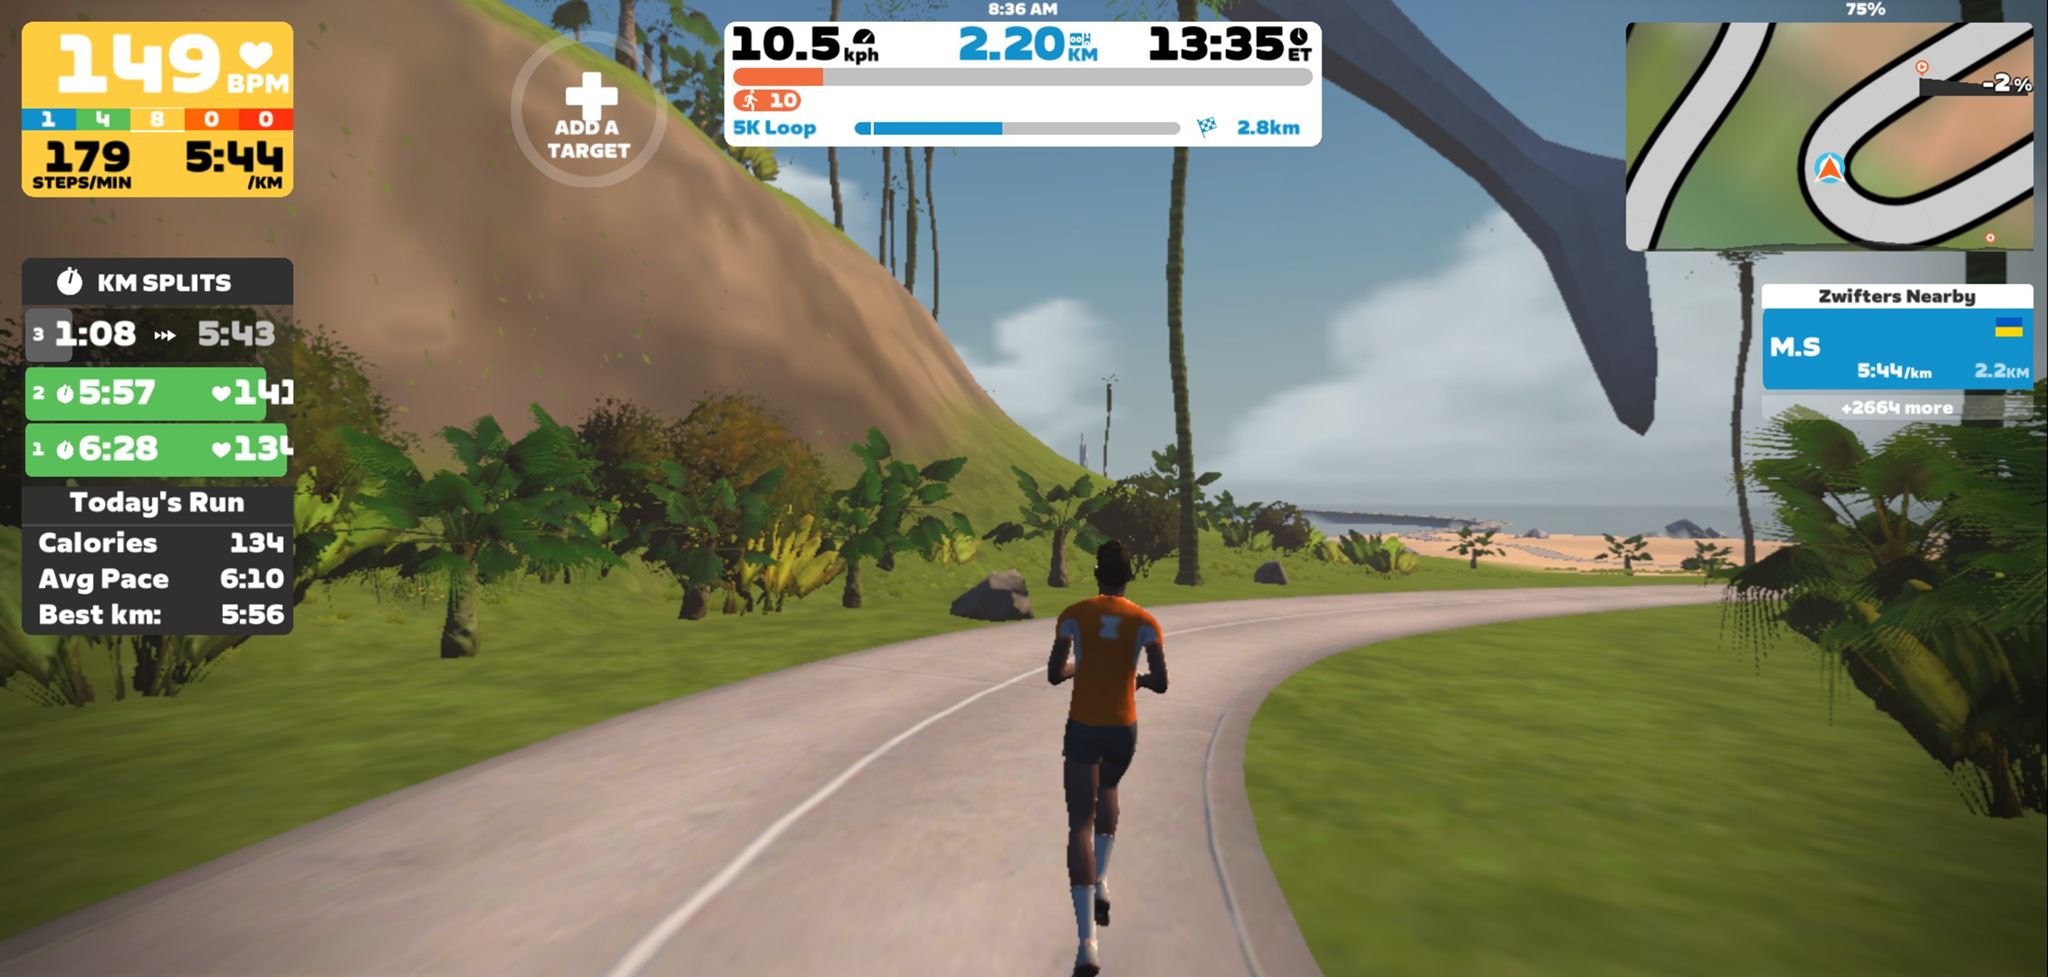 8:36 AM
75%
149 BPM
1 4 8 0 0
179 5:44
STEPS/MIN /KM
ADD A
TARGET
10.5 kph 2.20 KM 13:35 ET
10
5K Loop 2.8km
-2%
KM SPLITS
3 1:08 5:43
2 5:57 141
1 6:28 134
Today's Run
Calories 134
Avg Pace 6:10
Best km: 5:56
Zwifters Nearby
M.S
5:44/km 2.2KM
+2664 more